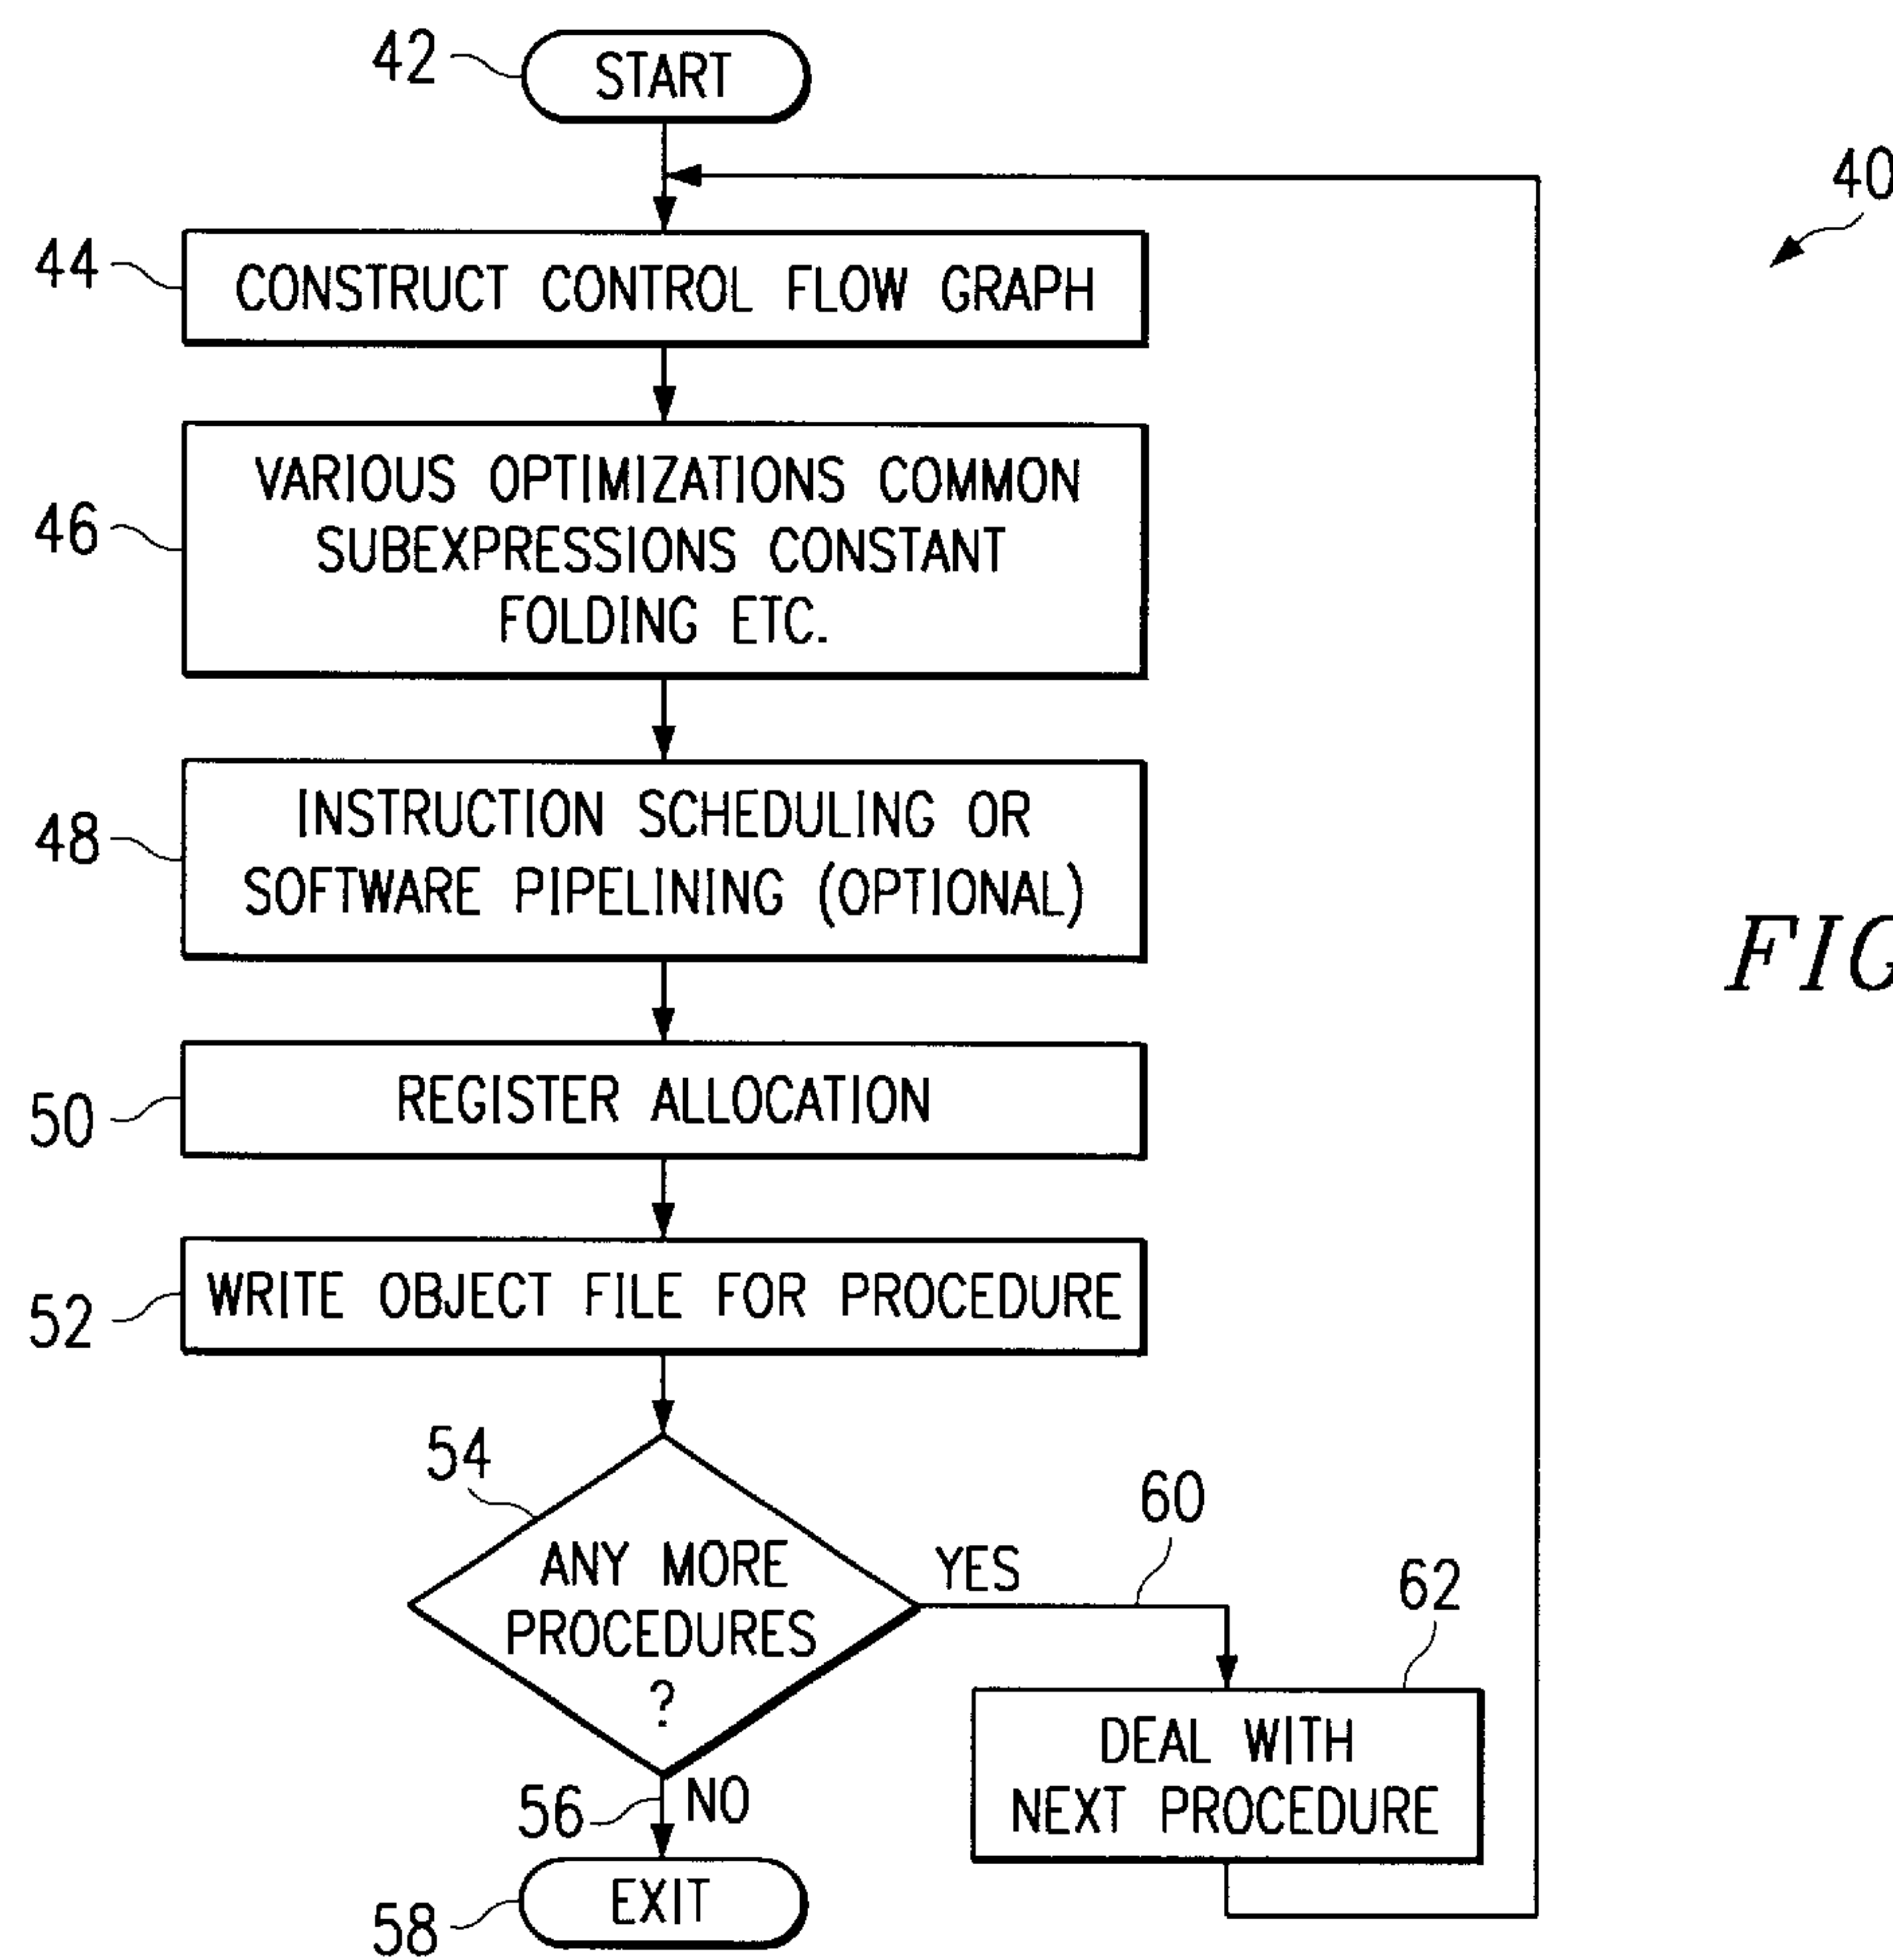 42
START
40
44
CONSTRUCT CONTROL FLOW GRAPH
46
VARIOUS OPTIMIZATIONS COMMON
SUBEXPRESSIONS CONSTANT
FOLDING ETC.
48
INSTRUCTION SCHEDULING OR
SOFTWARE PIPELINING (OPTIONAL)
FIG
50
REGISTER ALLOCATION
52
WRITE OBJECT FILE FOR PROCEDURE
54
ANY MORE
PROCEDURES
?
YES
60
62
DEAL WITH
NEXT PROCEDURE
56
NO
58
EXIT